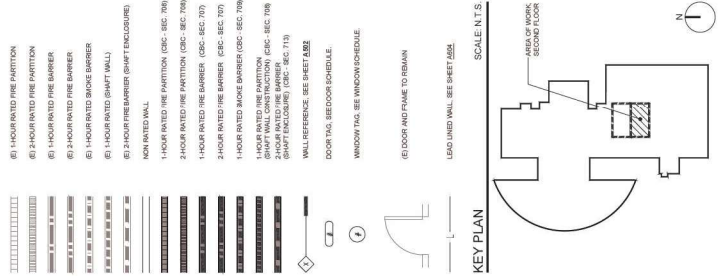 (E) 1-HOUR RATED FIRE PARTITION
(E) 2-HOUR RATED FIRE PARTITION
(E) 1-HOUR RATED FIRE BARRIER
(E) 2-HOUR RATED FIRE BARRIER
(E) 1-HOUR RATED SMOKE BARRIER
(E) 1-HOUR RATED (SHAFT WALL)
(E) 2-HOUR FIRE BARRIER (SHAFT ENCLOSURE)
NON RATED WALL
1-HOUR RATED FIRE PARTITION (CBC - SEC. 708)
2-HOUR RATED FIRE PARTITION (CBC - SEC. 708)
1-HOUR RATED FIRE BARRIER (CBC - SEC. 707)
2-HOUR RATED FIRE BARRIER (CBC - SEC. 707)
1-HOUR RATED SMOKE BARRIER (CBC - SEC. 709)
1-HOUR RATED FIRE PARTITION
(SHAFT WALL CONSTRUCTION) (CBC - SEC. 708)
2-HOUR RATED FIRE BARRIER
(SHAFT ENCLOSURE) (CBC - SEC. 713)
X
WALL REFERENCE, SEE SHEET A602
#
DOOR TAG, SEE DOOR SCHEDULE.
#
WINDOW TAG, SEE WINDOW SCHEDULE.
(E) DOOR AND FRAME TO REMAIN
L
LEAD LINED WALL. SEE SHEET A604
KEY PLAN
SCALE: N.T.S.
AREA OF WORK,
SECOND FLOOR
N